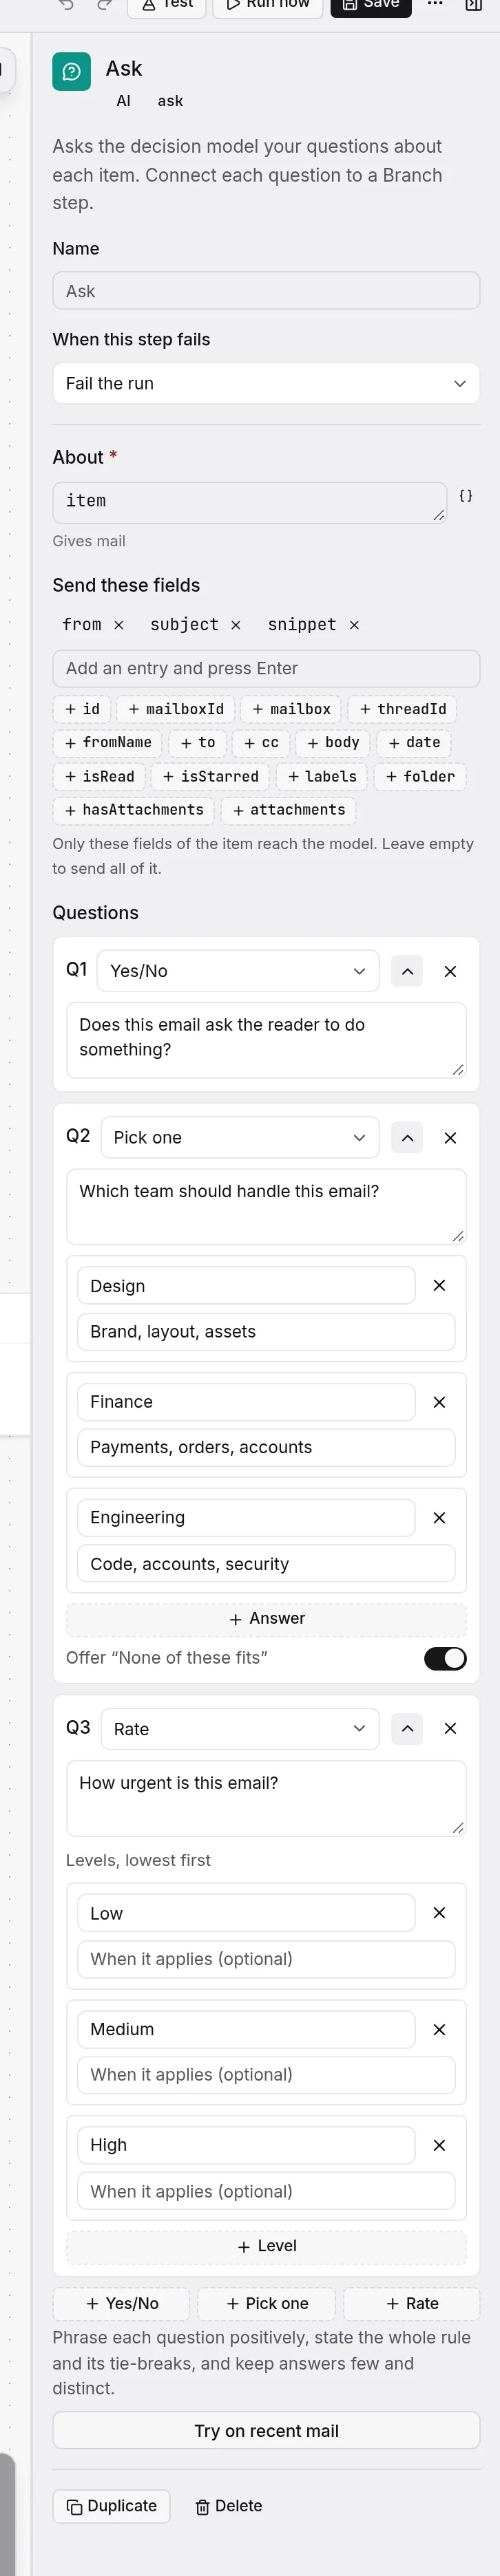 Test Run now Save
Ask
AI ask
Asks the decision model your questions about
each item. Connect each question to a Branch
step.
Name
Ask
When this step fails
Fail the run
About *
item
{}
Gives mail
Send these fields
from × subject × snippet ×
Add an entry and press Enter
+ id + mailboxId + mailbox + threadId
+ fromName + to + cc + body + date
+ isRead + isStarred + labels + folder
+ hasAttachments + attachments
Only these fields of the item reach the model. Leave empty
to send all of it.
Questions
Q1 Yes/No
Does this email ask the reader to do
something?
Q2 Pick one
Which team should handle this email?
Design
Brand, layout, assets
Finance
Payments, orders, accounts
Engineering
Code, accounts, security
+ Answer
Offer “None of these fits”
Q3 Rate
How urgent is this email?
Levels, lowest first
Low
When it applies (optional)
Medium
When it applies (optional)
High
When it applies (optional)
+ Level
+ Yes/No + Pick one + Rate
Phrase each question positively, state the whole rule
and its tie-breaks, and keep answers few and
distinct.
Try on recent mail
Duplicate Delete